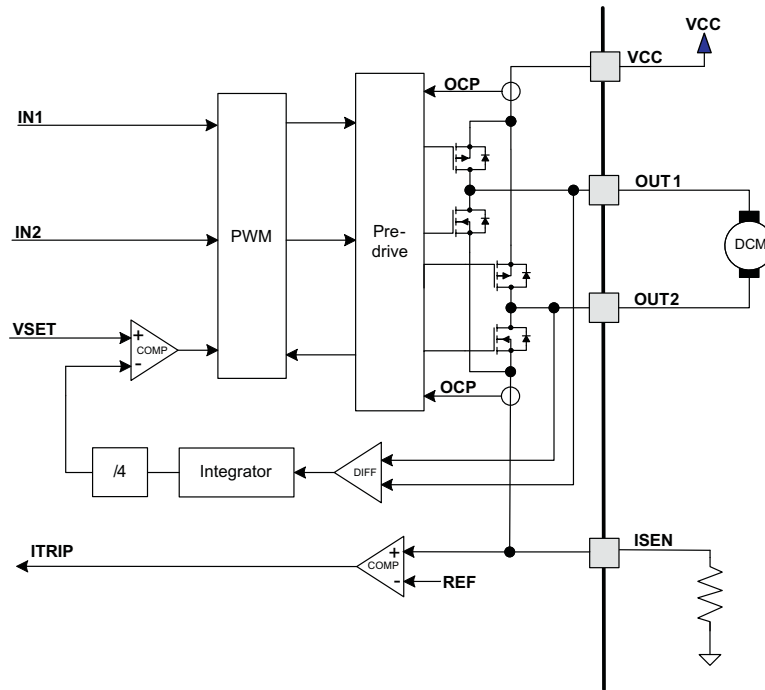 VCC
VCC
OCP
IN1
OUT1
IN2
PWM
Pre-
drive
DCM
OUT2
VSET
+
COMP
-
OCP
/4
Integrator
DIFF
ITRIP
+
COMP
-
REF
ISEN